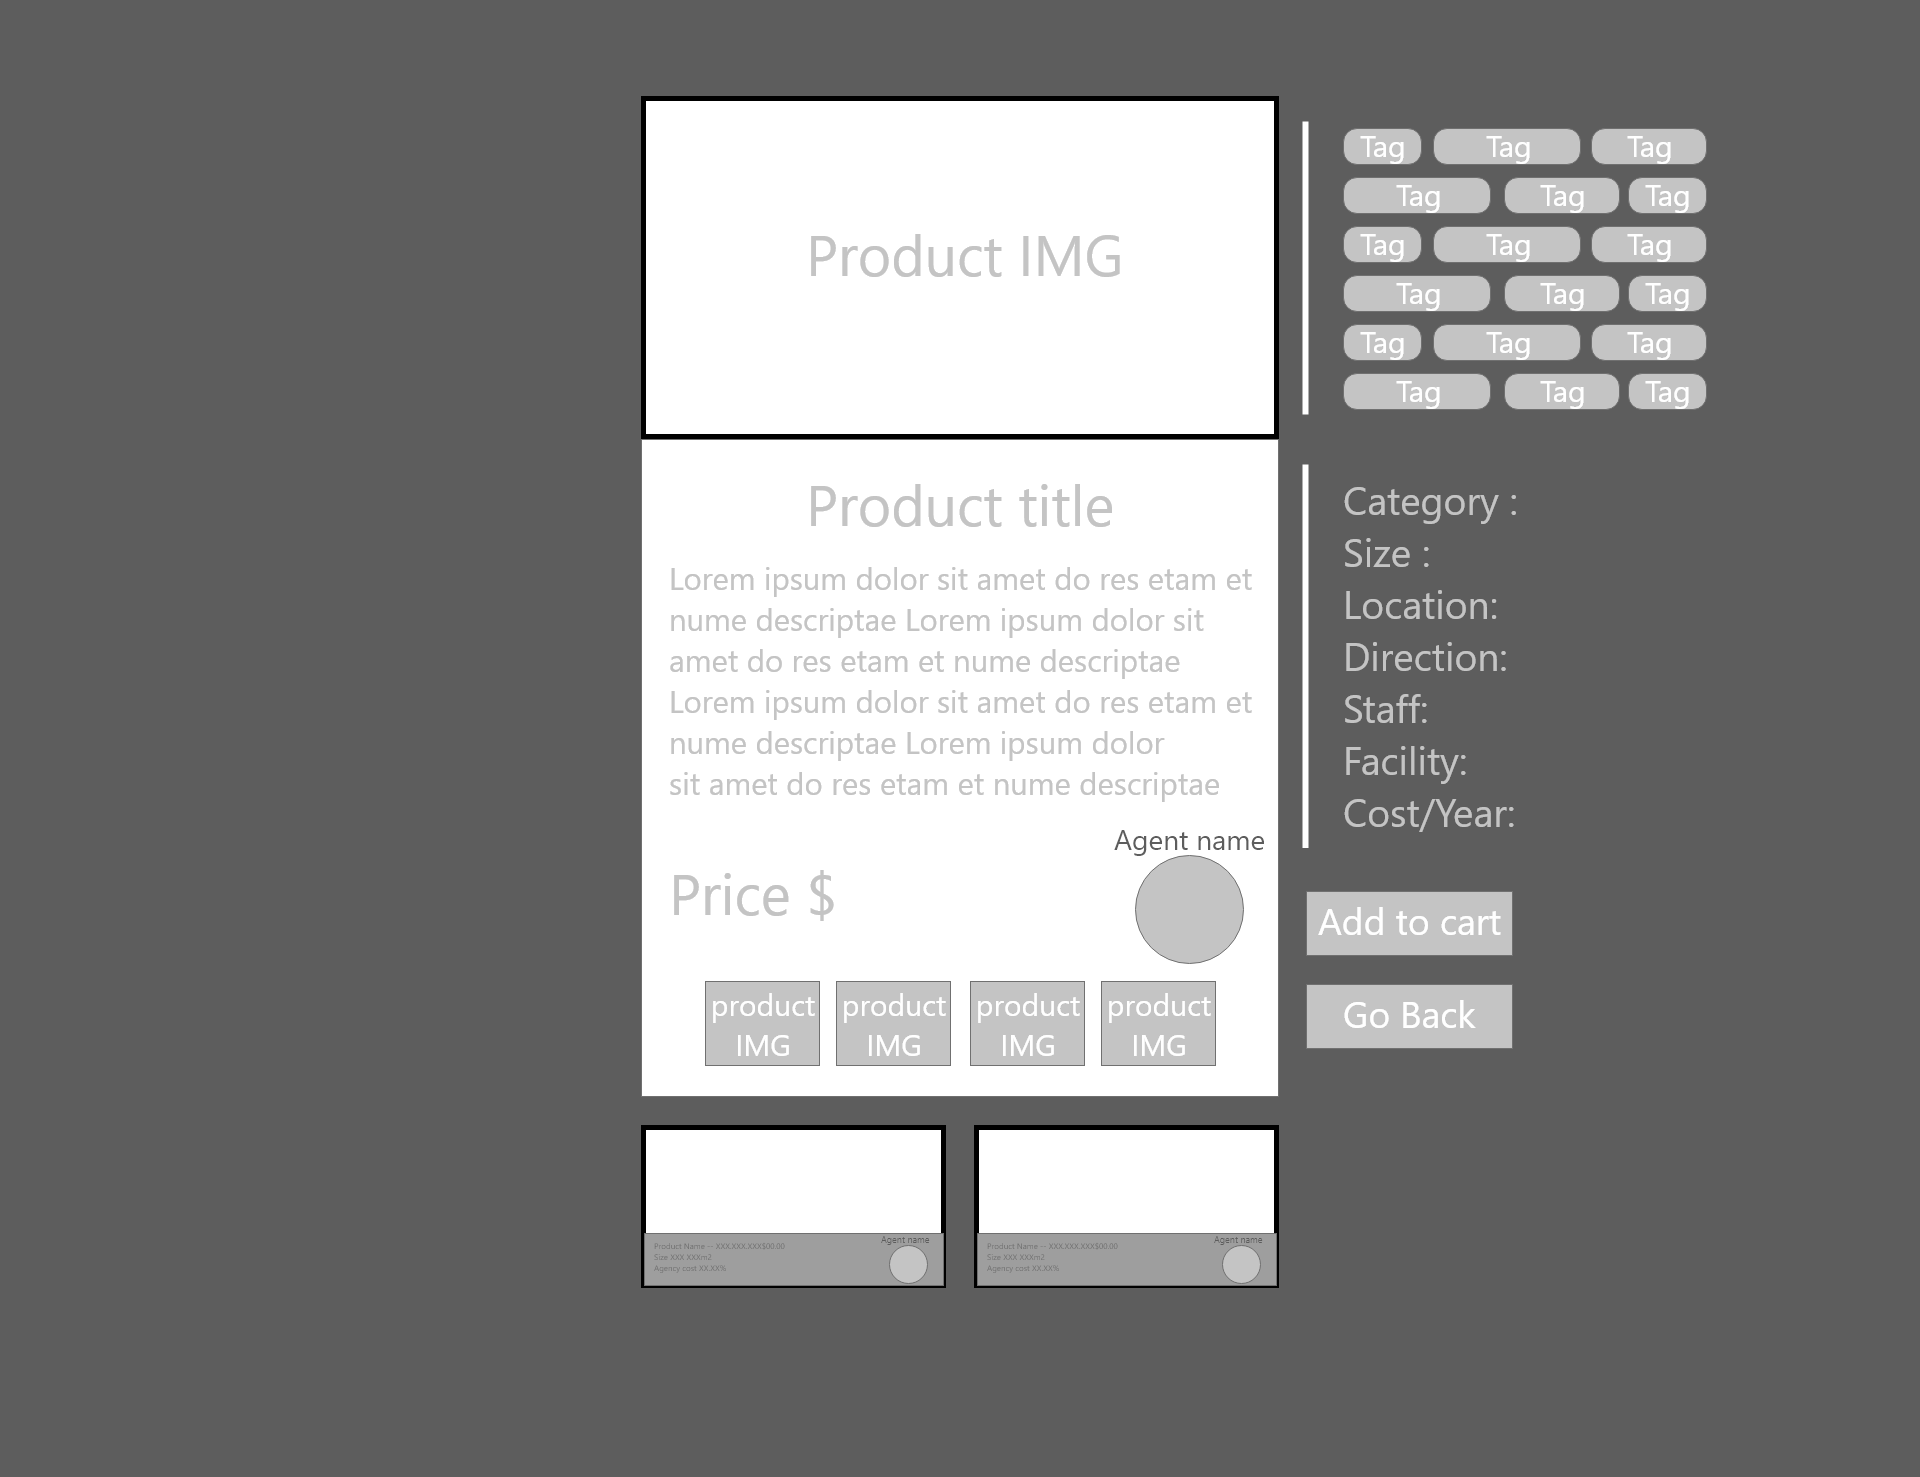 Product IMG
Product title
Lorem ipsum dolor sit amet do res etam et
nume descriptae Lorem ipsum dolor sit
amet do res etam et nume descriptae
Lorem ipsum dolor sit amet do res etam et
nume descriptae Lorem ipsum dolor
sit amet do res etam et nume descriptae
Agent name
Price $
product IMG
product IMG
product IMG
product IMG
Tag Tag Tag
Tag Tag Tag
Tag Tag Tag
Tag Tag Tag
Tag Tag Tag
Tag Tag Tag
Category :
Size :
Location:
Direction:
Staff:
Facility:
Cost/Year:
Add to cart
Go Back
Product Name -- XXX.XXX.XXX$00.00
Size XXX XXXm2
Agency cost XX.XX%
Agent name
Product Name -- XXX.XXX.XXX$00.00
Size XXX XXXm2
Agency cost XX.XX%
Agent name